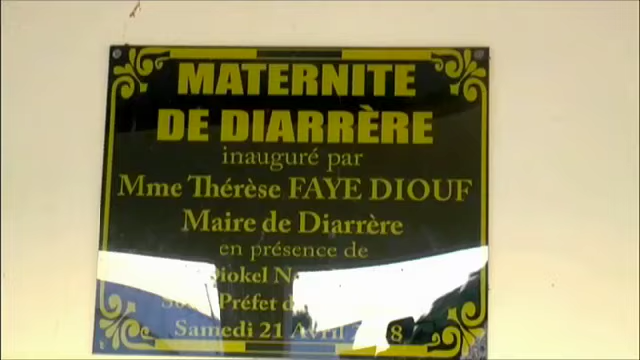 MATERNITE
DE DIARRÈRE
inauguré par
Mme Thérèse FAYE DIOUF
Maire de Diarrère
en présence de
Diokel
Préfet
Samedi 21 Avril